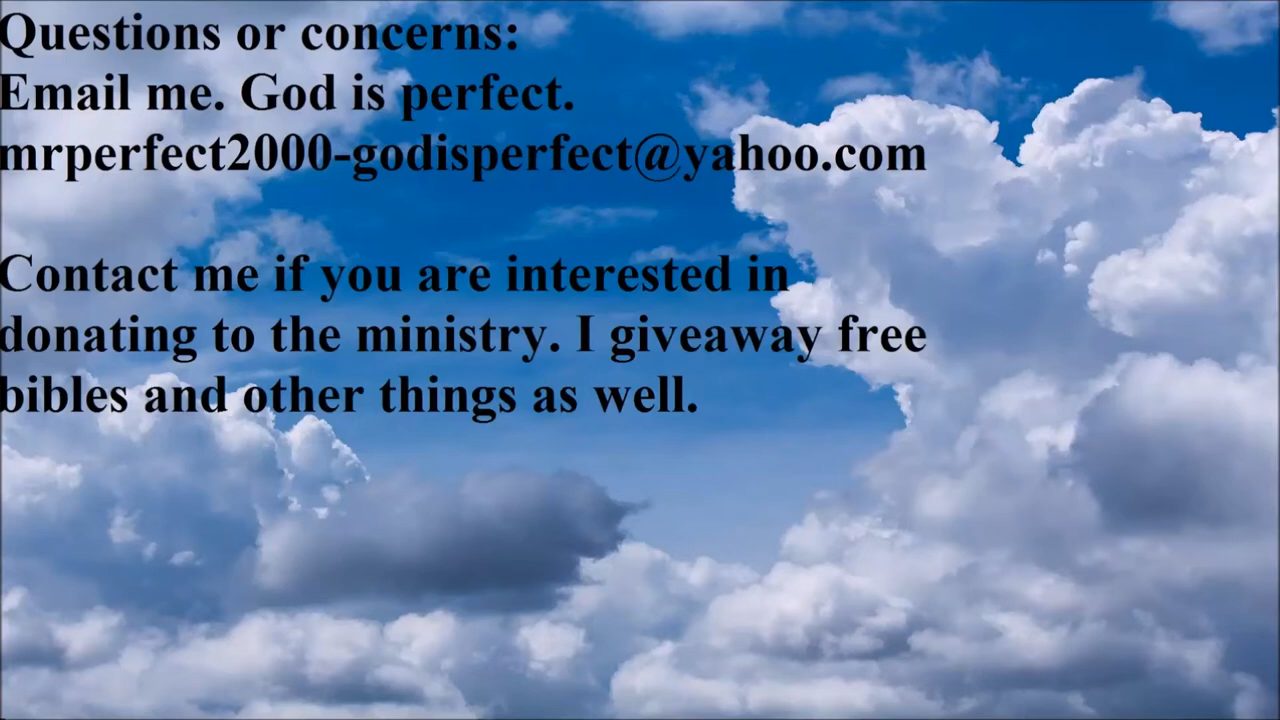 Questions or concerns:
Email me. God is perfect.
mrperfect2000-godisperfect@yahoo.com
Contact me if you are interested in
donating to the ministry. I giveaway free
bibles and other things as well.